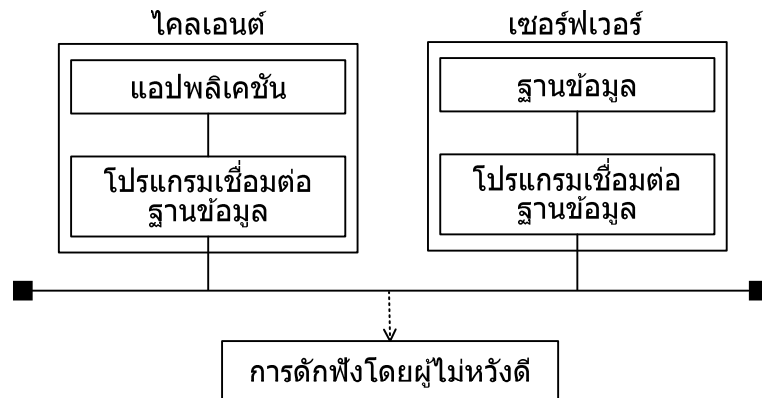 ไคลเอนต์
แอปพลิเคชัน
โปรแกรมเชื่อมต่อ
ฐานข้อมูล
เซอร์ฟเวอร์
ฐานข้อมูล
โปรแกรมเชื่อมต่อ
ฐานข้อมูล
การดักฟังโดยผู้ไม่หวังดี